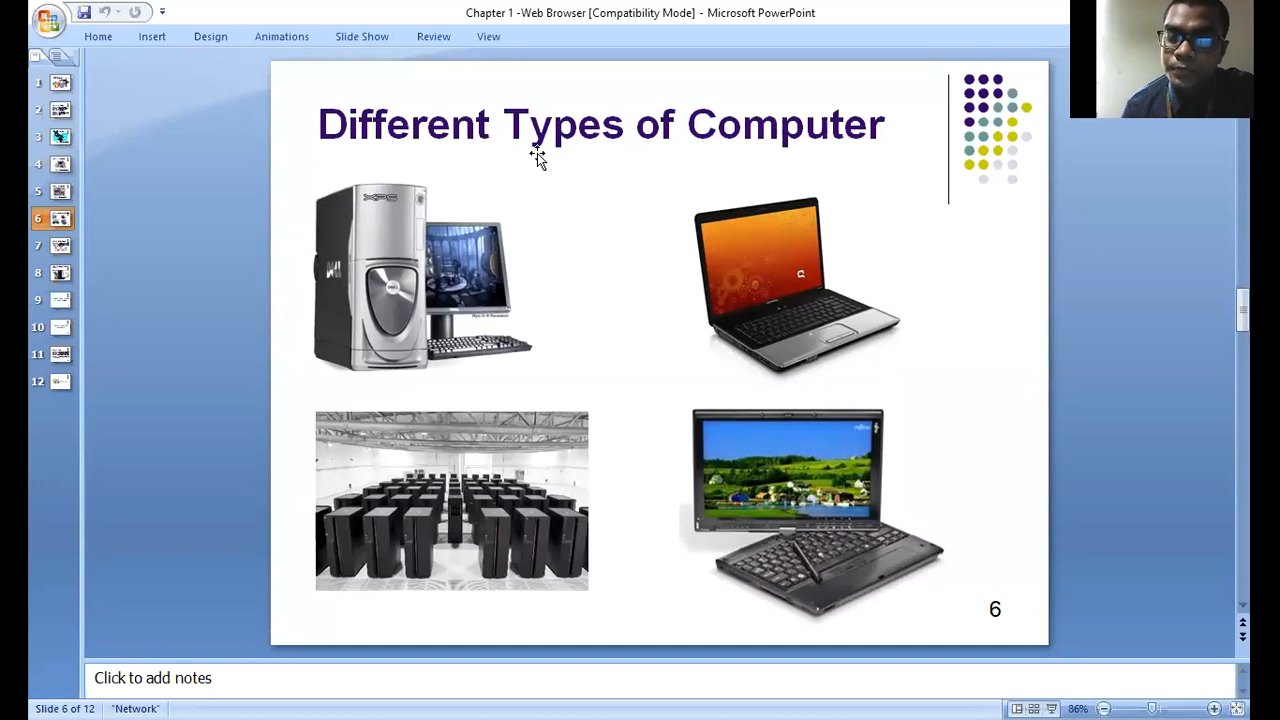 Chapter 1 -Web Browser [Compatibility Mode] - Microsoft PowerPoint
Home Insert Design Animations Slide Show Review View
Different Types of Computer
XPS
DELL
1
2
3
4
5
6
7
8
9
10
11
12
6
Click to add notes
Slide 6 of 12 "Network" 86%